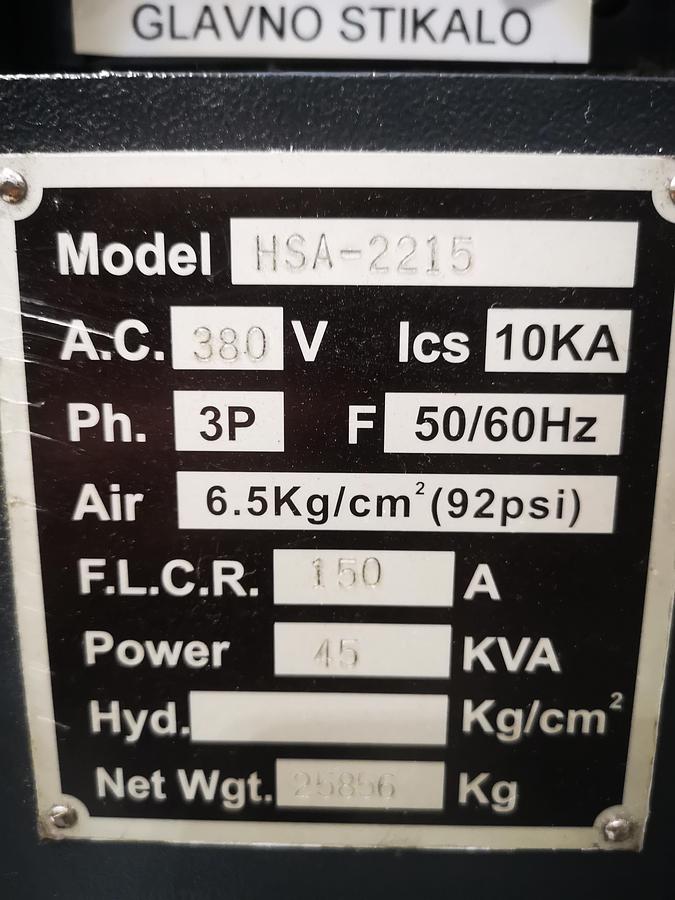 GLAVNO STIKALO
Model HSA-2215
A.C. 380 V Ics 10KA
Ph. 3P F 50/60Hz
Air 6.5Kg/cm² (92psi)
F.L.C.R. 150 A
Power 45 KVA
Hyd. Kg/cm²
Net Wgt. 25856 Kg